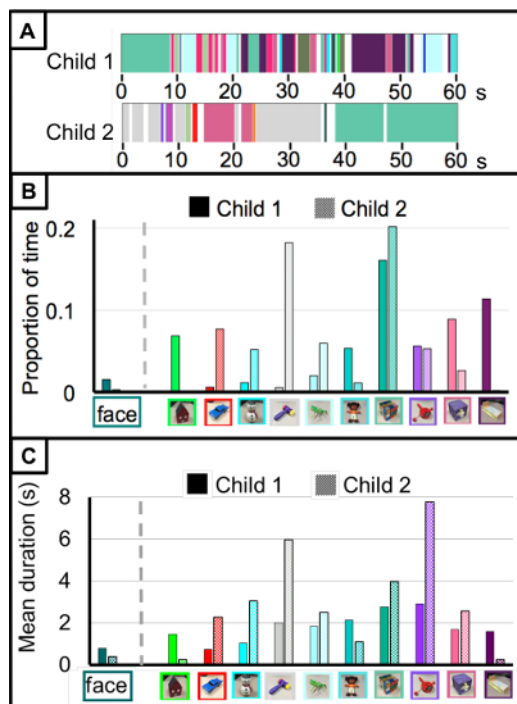 A
Child 1
0 10 20 30 40 50 60 s
Child 2
0 10 20 30 40 50 60 s
B
Child 1 Child 2
Proportion of time
0.2
0.1
0
face
C
Child 1 Child 2
Mean duration (s)
8
6
4
2
0
face